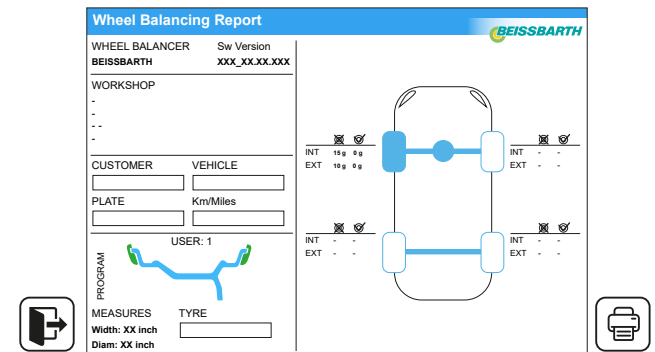 Wheel Balancing Report
BEISSBARTH
WHEEL BALANCER Sw Version
BEISSBARTH XXX_XX.XX.XXX
WORKSHOP
-
-
- -
-
CUSTOMER VEHICLE
PLATE Km/Miles
USER: 1
PROGRAM
MEASURES TYRE
Width: XX inch
Diam: XX inch
INT 15 g 0 g
EXT 10 g 0 g
INT - -
EXT - -
INT - -
EXT - -
INT - -
EXT - -